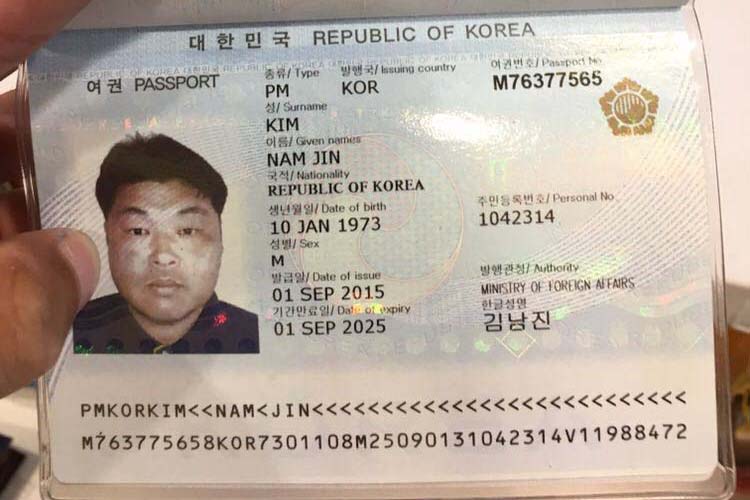 대한민국 REPUBLIC OF KOREA
여권 PASSPORT
종류/ Type 발행국/ Issuing country 여권번호/ Passport No
PM KOR M76377565
성/ Surname
KIM
이름/ Given names
NAM JIN
국적/ Nationality
REPUBLIC OF KOREA
생년월일/ Date of birth 주민등록번호/ Personal No
10 JAN 1973 1042314
성별/ Sex
M
발급일/ Date of issue 발행관청/ Authority
01 SEP 2015 MINISTRY OF FOREIGN AFFAIRS
기간만료일/ Date of expiry 한글성명
01 SEP 2025 김남진
PMKORKIM<<NAM<JIN<<<<<<<<<<<<<<<<<<<<<<<<<<<
M763775658KOR7301108M25090131042314V11988472